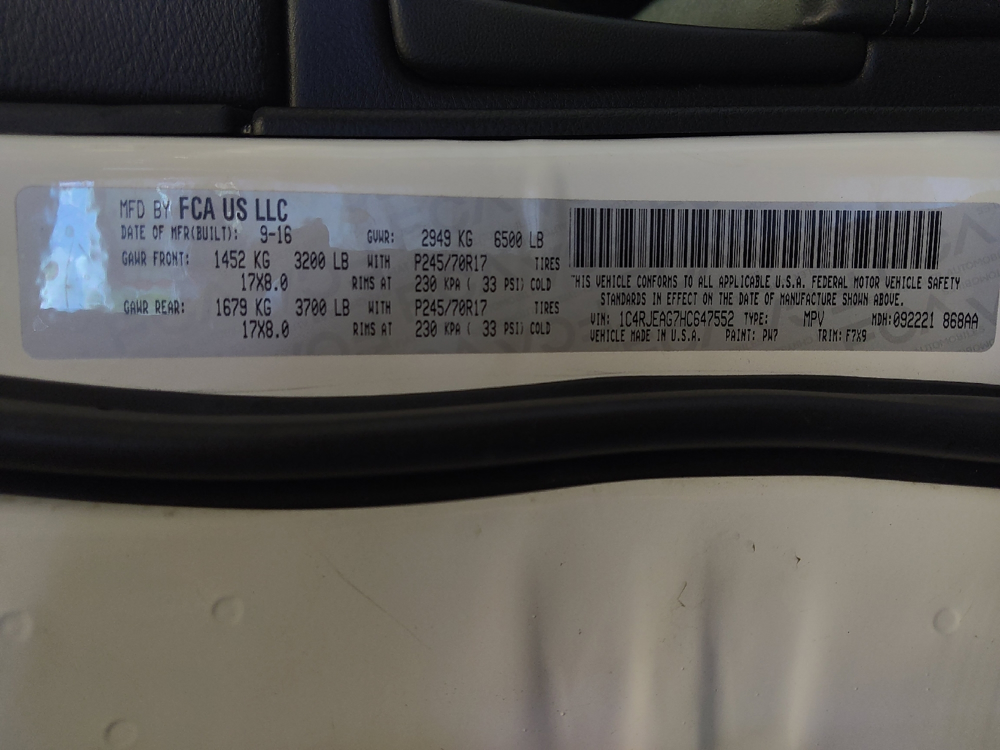 MFD BY FCA US LLC
DATE OF MFR(BUILT): 9-16 GVWR: 2949 KG 6500 LB
GAWR FRONT: 1452 KG 3200 LB WITH P245/70R17 TIRES
17X8.0 RIMS AT 230 KPA ( 33 PSI) COLD
GAWR REAR: 1679 KG 3700 LB WITH P245/70R17 TIRES
17X8.0 RIMS AT 230 KPA ( 33 PSI) COLD
THIS VEHICLE CONFORMS TO ALL APPLICABLE U.S.A. FEDERAL MOTOR VEHICLE SAFETY
STANDARDS IN EFFECT ON THE DATE OF MANUFACTURE SHOWN ABOVE.
VIN: 1C4RJEAG7HC647552 TYPE: MPV MDH:092221 868AA
VEHICLE MADE IN U.S.A. PAINT: PW7 TRIM: F7X9